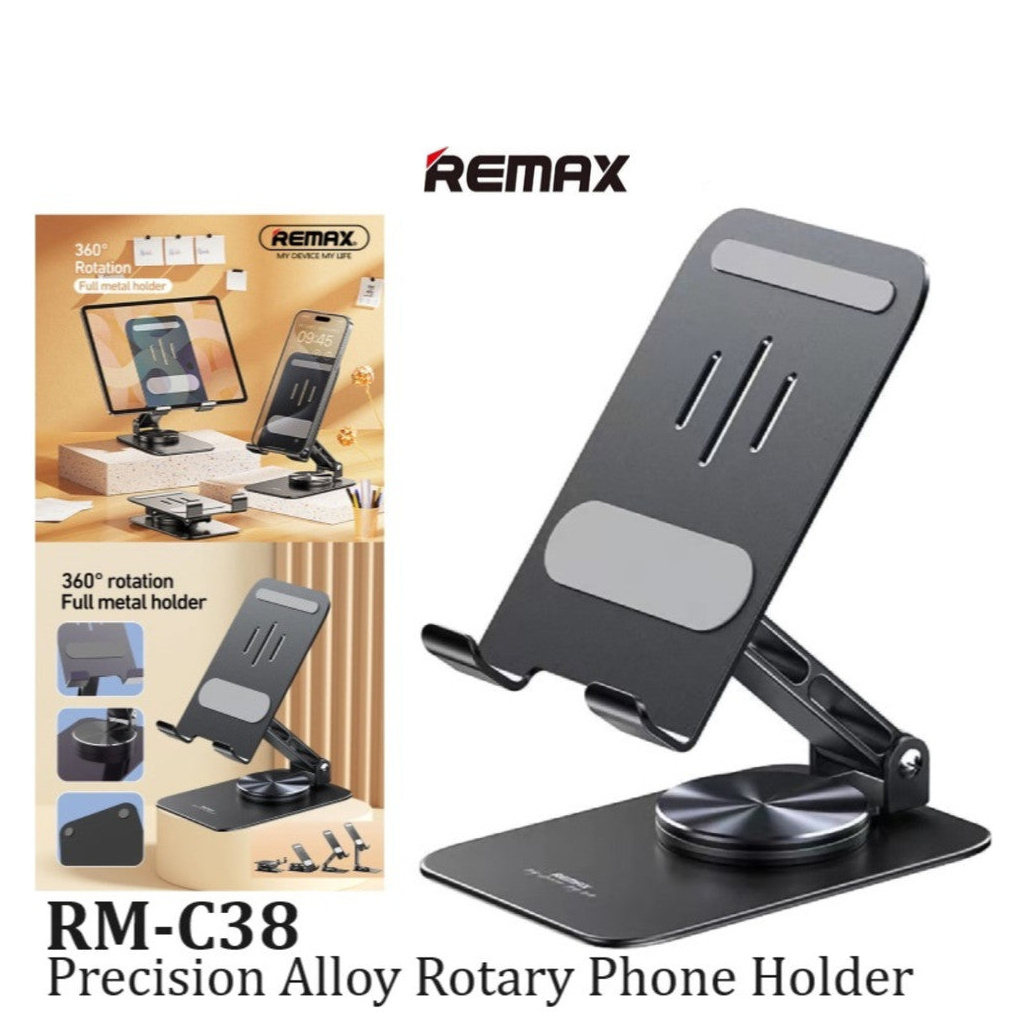 REMAX
360°
Rotation
Full metal holder
REMAX
MY DEVICE MY LIFE
09:45
360° rotation
Full metal holder
REMAX
RM-C38
Precision Alloy Rotary Phone Holder